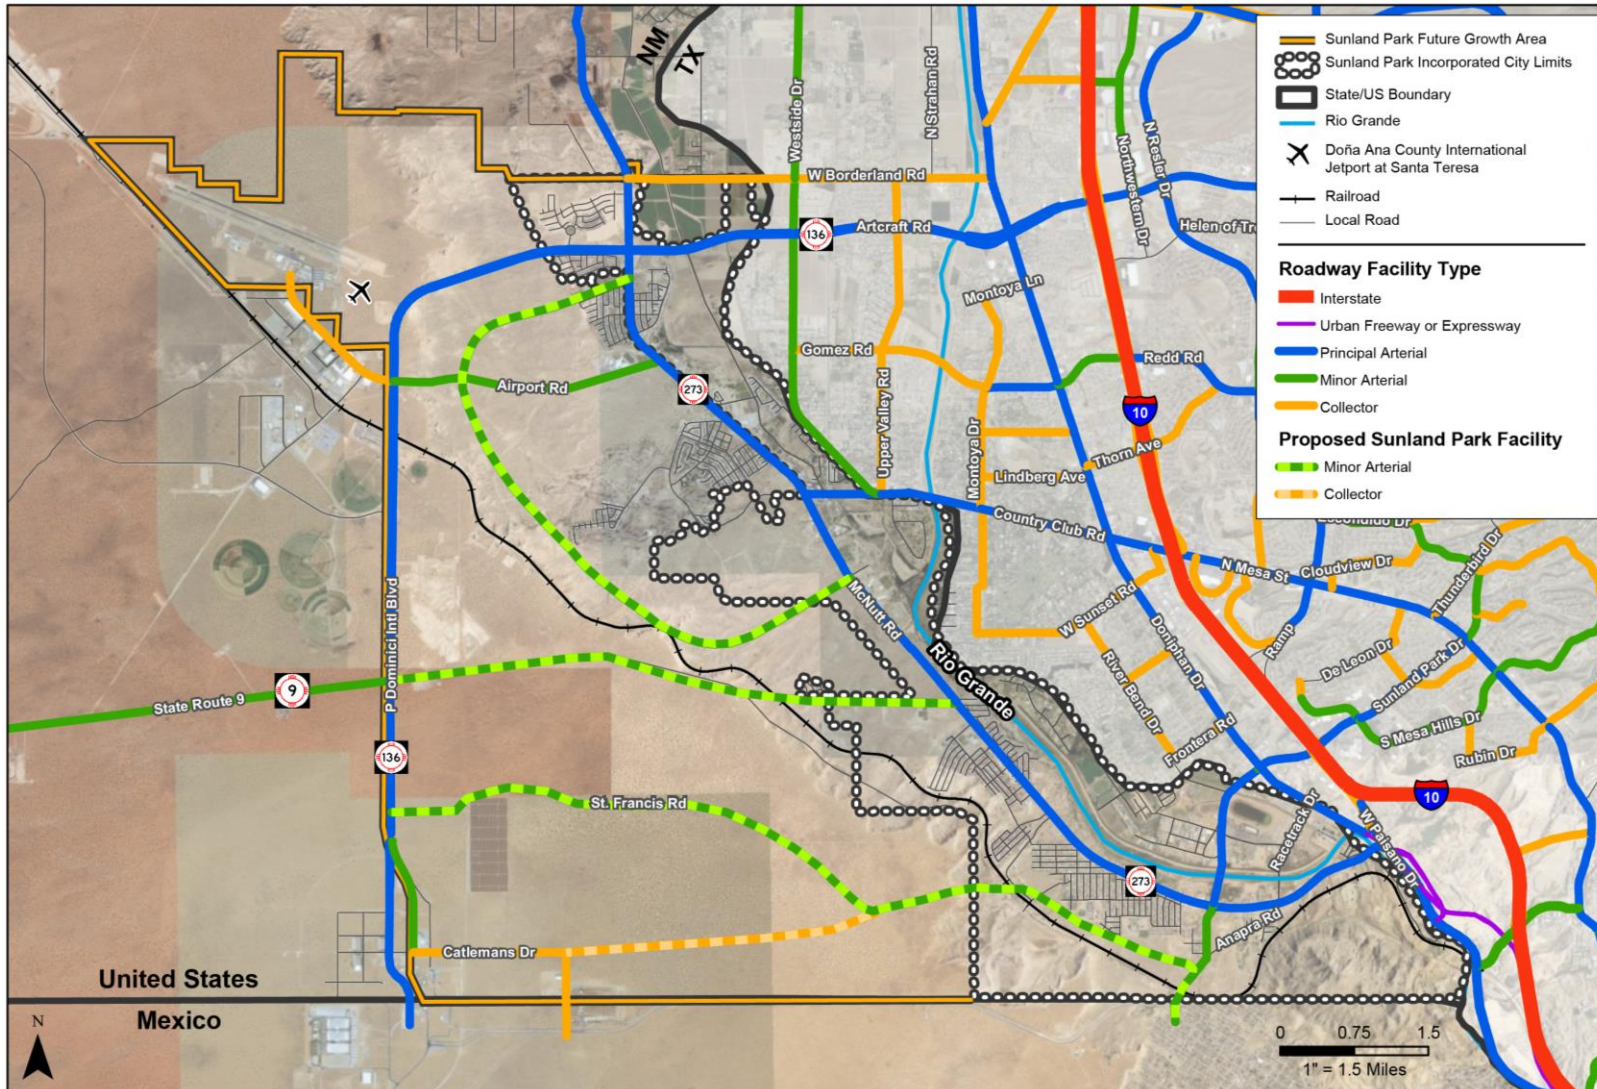 NM
TX
Westside Dr
N Strahan Rd
Northwestern Dr
N Resler Dr
W Borderland Rd
136
Artcraft Rd
Montoya Ln
Gomez Rd
Redd Rd
Airport Rd
273
10
Upper Valley Rd
Montoya Dr
Thorn Ave
Lindberg Ave
Country Club Rd
N Mesa St
Cloudview Dr
Escondido Dr
Thunderbird Dr
McNutt Rd
W Sunset Rd
Doniphan Dr
Ramp
De Leon Dr
Sunland Park Dr
P Dominici Intl Blvd
Rio Grande
River Bend Dr
Frontera Rd
S Mesa Hills Dr
Rubin Dr
State Route 9
9
136
St. Francis Rd
10
Racetrack Dr
W Paisano Dr
273
Anapra Rd
Catlemans Dr
United States
Mexico
N
0 0.75 1.5
1" = 1.5 Miles
Sunland Park Future Growth Area
Sunland Park Incorporated City Limits
State/US Boundary
Rio Grande
Doña Ana County International
Jetport at Santa Teresa
Railroad
Local Road
Roadway Facility Type
Interstate
Urban Freeway or Expressway
Principal Arterial
Minor Arterial
Collector
Proposed Sunland Park Facility
Minor Arterial
Collector